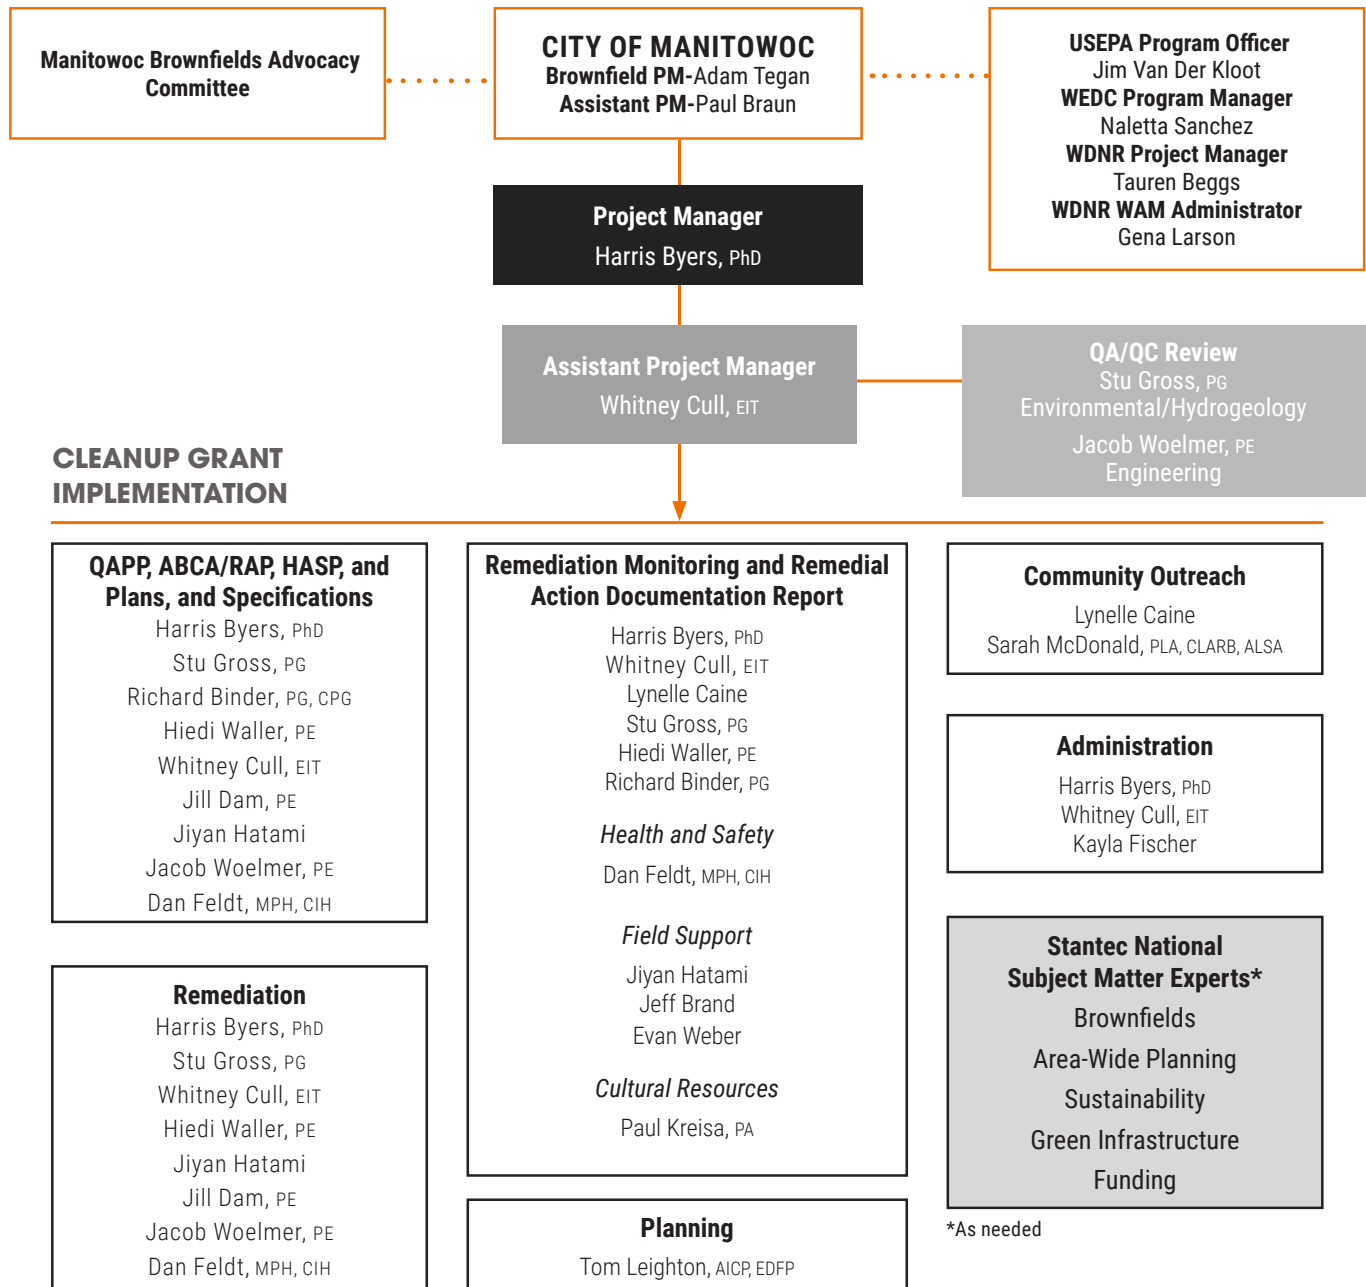 Manitowoc Brownfields Advocacy
Committee
CITY OF MANITOWOC
Brownfield PM-Adam Tegan
Assistant PM-Paul Braun
USEPA Program Officer
Jim Van Der Kloot
WEDC Program Manager
Naletta Sanchez
WDNR Project Manager
Tauren Beggs
WDNR WAM Administrator
Gena Larson
Project Manager
Harris Byers, PhD
Assistant Project Manager
Whitney Cull, EIT
QA/QC Review
Stu Gross, PG
Environmental/Hydrogeology
Jacob Woelmer, PE
Engineering
CLEANUP GRANT
IMPLEMENTATION
QAPP, ABCA/RAP, HASP, and
Plans, and Specifications
Harris Byers, PhD
Stu Gross, PG
Richard Binder, PG, CPG
Hiedi Waller, PE
Whitney Cull, EIT
Jill Dam, PE
Jiyan Hatami
Jacob Woelmer, PE
Dan Feldt, MPH, CIH
Remediation
Harris Byers, PhD
Stu Gross, PG
Whitney Cull, EIT
Hiedi Waller, PE
Jiyan Hatami
Jill Dam, PE
Jacob Woelmer, PE
Dan Feldt, MPH, CIH
Remediation Monitoring and Remedial
Action Documentation Report
Harris Byers, PhD
Whitney Cull, EIT
Lynelle Caine
Stu Gross, PG
Hiedi Waller, PE
Richard Binder, PG
Health and Safety
Dan Feldt, MPH, CIH
Field Support
Jiyan Hatami
Jeff Brand
Evan Weber
Cultural Resources
Paul Kreisa, PA
Planning
Tom Leighton, AICP, EDFP
Community Outreach
Lynelle Caine
Sarah McDonald, PLA, CLARB, ALSA
Administration
Harris Byers, PhD
Whitney Cull, EIT
Kayla Fischer
Stantec National
Subject Matter Experts*
Brownfields
Area-Wide Planning
Sustainability
Green Infrastructure
Funding
*As needed